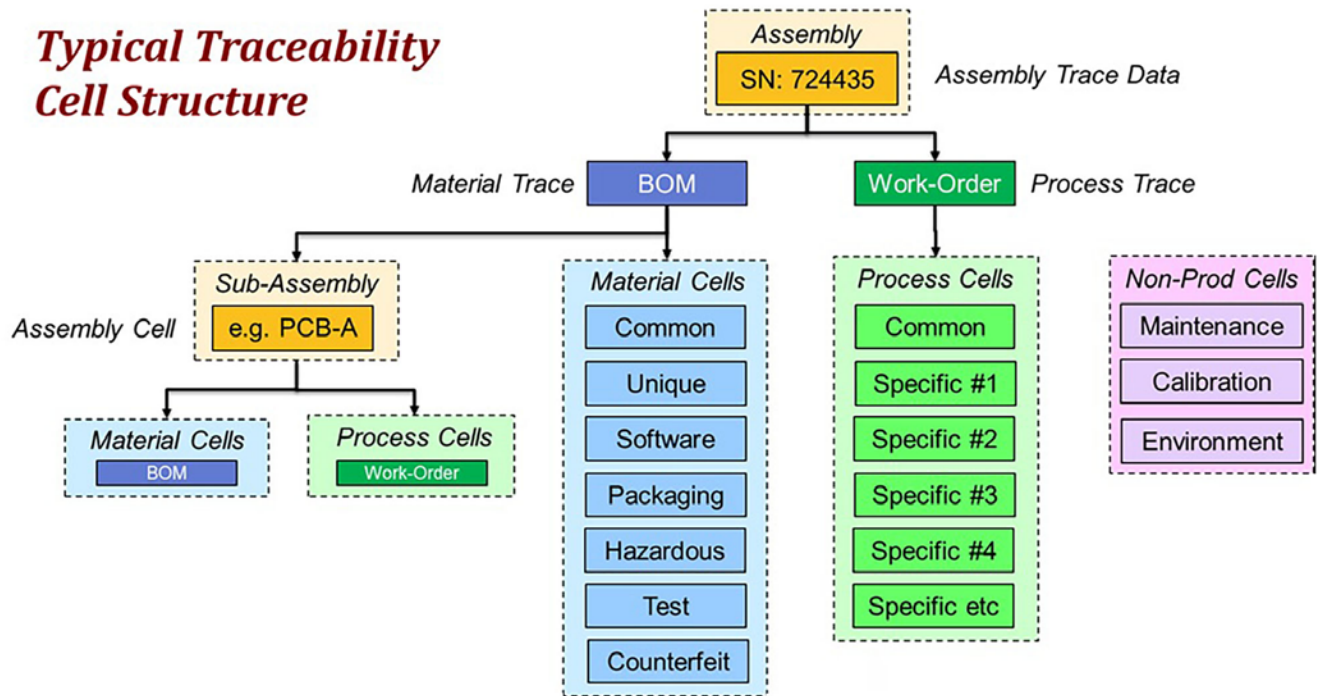 Typical Traceability
Cell Structure
Assembly
SN: 724435
Assembly Trace Data
Material Trace
BOM
Work-Order
Process Trace
Sub-Assembly
Assembly Cell
e.g. PCB-A
Material Cells
BOM
Process Cells
Work-Order
Material Cells
Common
Unique
Software
Packaging
Hazardous
Test
Counterfeit
Process Cells
Common
Specific #1
Specific #2
Specific #3
Specific #4
Specific etc
Non-Prod Cells
Maintenance
Calibration
Environment